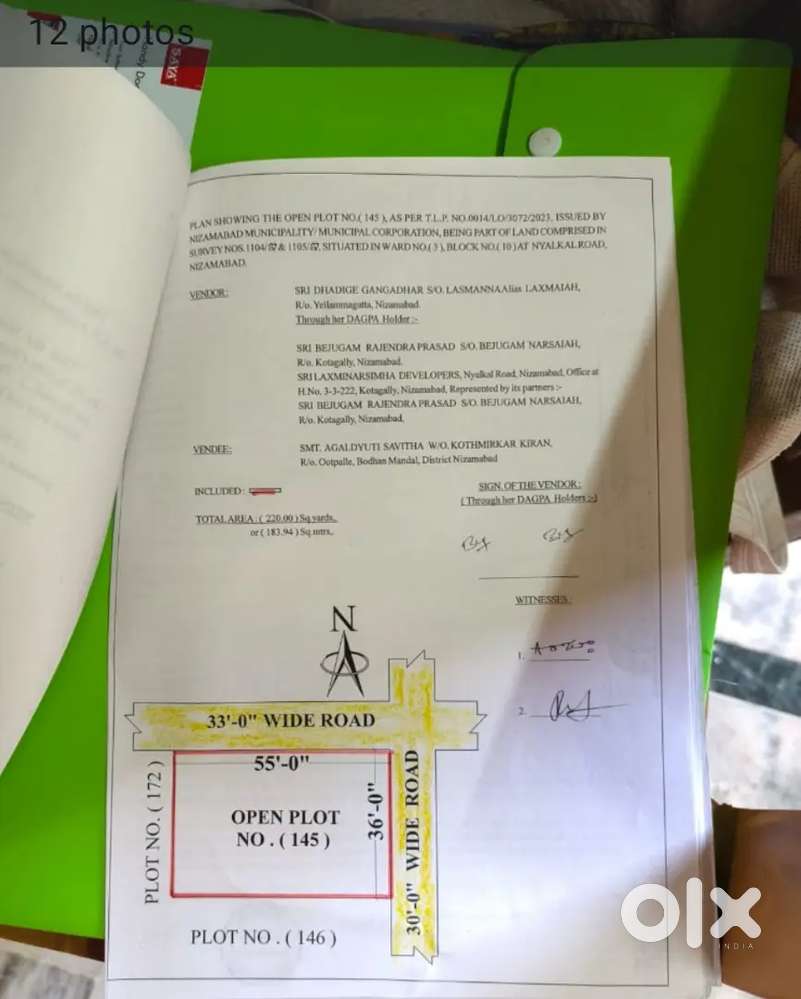 12 photos
PLAN SHOWING THE OPEN PLOT NO.( 145 ), AS PER T.L.P. NO.0014/LO/3072/2023, ISSUED BY
NIZAMABAD MUNICIPALITY/ MUNICIPAL CORPORATION, BEING PART OF LAND COMPRISED IN
SURVEY NOS. 1104/ & 1105/ , SITUATED IN WARD NO.( 3 ), BLOCK NO.( 10 ) AT NYALKAL ROAD,
NIZAMABAD.
VENDOR:
SRI DHADIGE GANGADHAR S/O. LASMANNA Alias LAXMAIAH,
R/o. Yellammagutta, Nizamabad.
Through her DAGPA Holder :-
SRI BEJUGAM RAJENDRA PRASAD S/O. BEJUGAM NARSAIAH,
R/o. Kotagally, Nizamabad.
SRI LAXMINARSIMHA DEVELOPERS, Nyalkal Road, Nizamabad, Office at
H.No. 3-3-222, Kotagally, Nizamabad, Represented by its partners :-
SRI BEJUGAM RAJENDRA PRASAD S/O. BEJUGAM NARSAIAH,
R/o. Kotagally, Nizamabad,
VENDEE:
SMT. AGALDYUTI SAVITHA W/O. KOTHMIRKAR KIRAN,
R/o. Ootpalle, Bodhan Mandal, District Nizamabad
INCLUDED :
SIGN. OF THE VENDOR :
( Through her DAGPA Holders :-)
TOTAL AREA : ( 220.00 ) Sq.yards,
or ( 183.94 ) Sq.mtrs,
WITNESSES :
1.
2.
N
33'-0" WIDE ROAD
55'-0"
OPEN PLOT
NO . ( 145 )
36'-0"
30'-0" WIDE ROAD
PLOT NO. ( 172 )
PLOT NO . ( 146 )
olx
INDIA